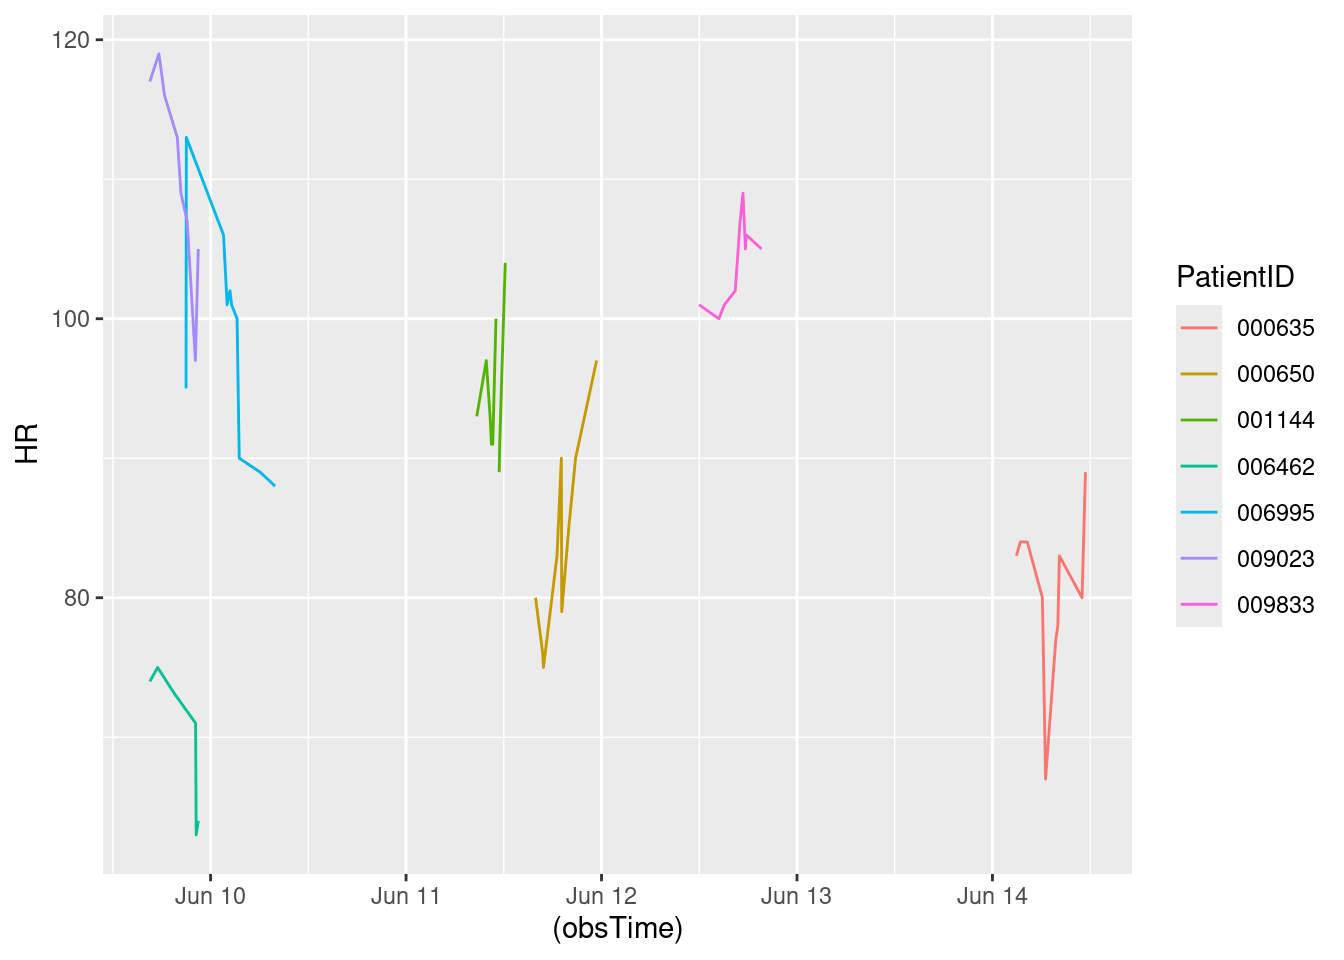 120
100
80
HR
Jun 10
Jun 11
Jun 12
Jun 13
Jun 14
(obsTime)
PatientID
000635
000650
001144
006462
006995
009023
009833